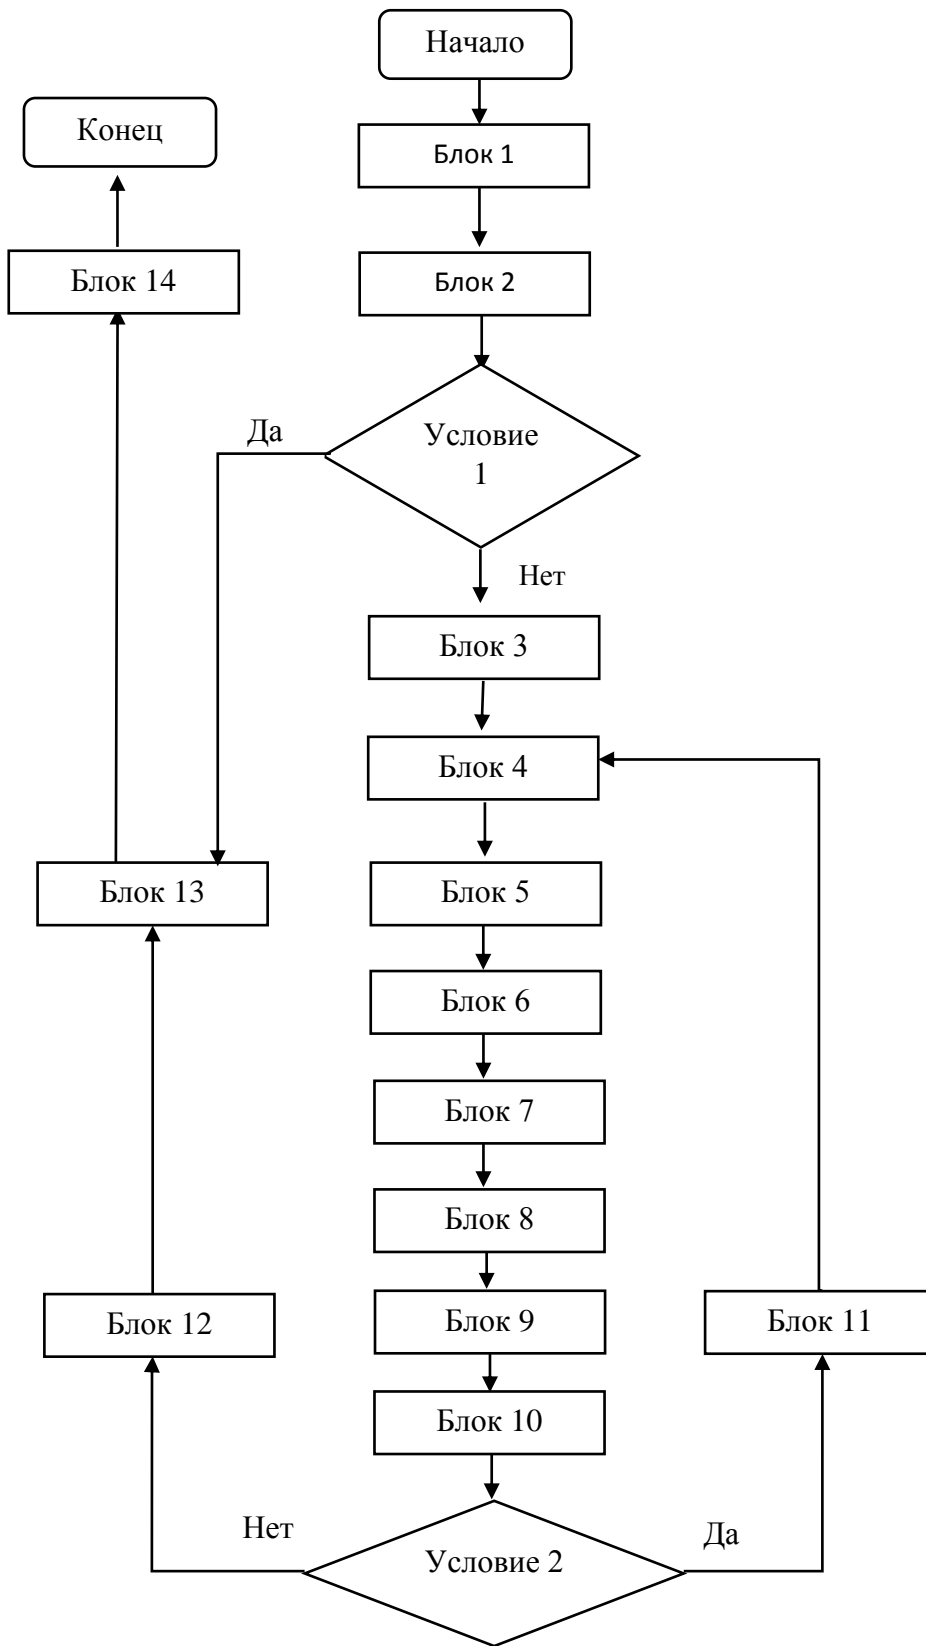 Начало
Конец
Блок 1
Блок 14
Блок 2
Да
Условие
1
Нет
Блок 3
Блок 4
Блок 13
Блок 5
Блок 6
Блок 7
Блок 8
Блок 12
Блок 9
Блок 11
Блок 10
Нет
Условие 2
Да